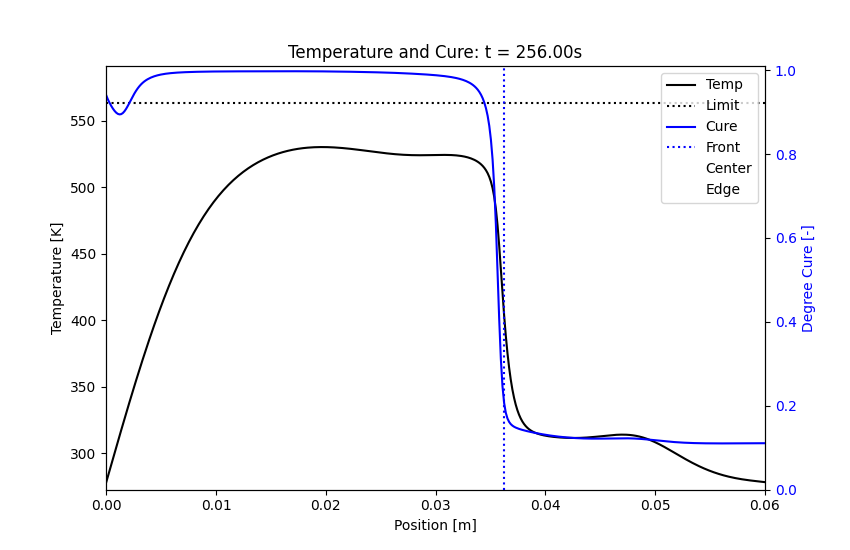 Temperature and Cure: t = 256.00s
Temperature [K]
550
500
450
400
350
300
Temp
Limit
Cure
Front
Center
Edge
1.0
0.8
0.6
0.4
0.2
0.0
Degree Cure [-]
0.00
0.01
0.02
0.03
0.04
0.05
0.06
Position [m]